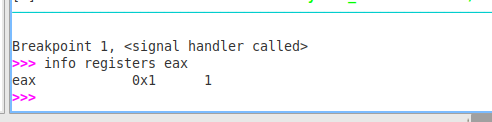 Breakpoint 1, <signal handler called>
>>> info registers eax
eax            0x1      1
>>>